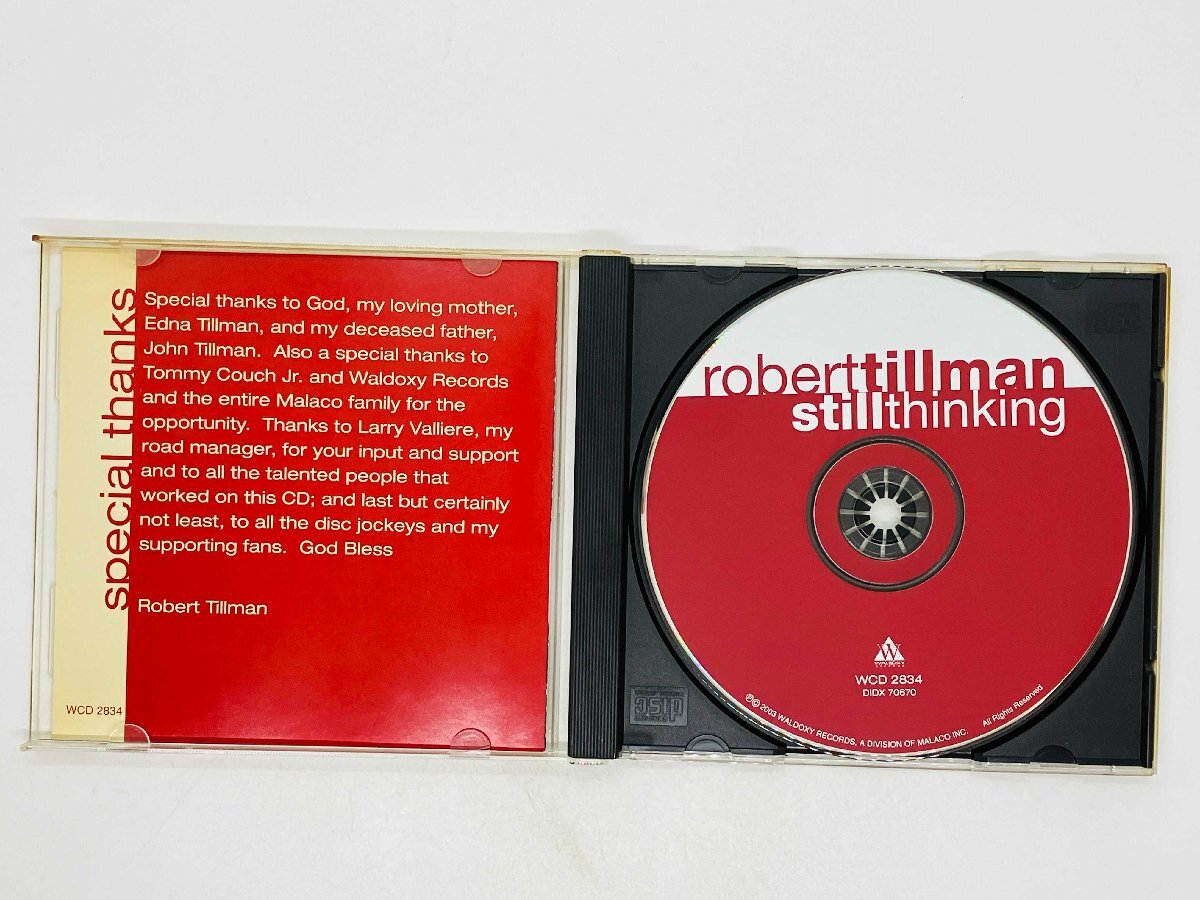 special thanks
Special thanks to God, my loving mother,
Edna Tillman, and my deceased father,
John Tillman.  Also a special thanks to
Tommy Couch Jr. and Waldoxy Records
and the entire Malaco family for the
opportunity.  Thanks to Larry Valliere, my
road manager, for your input and support
and to all the talented people that
worked on this CD; and last but certainly
not least, to all the disc jockeys and my
supporting fans.  God Bless
Robert Tillman
WCD 2834
roberttillman
stillthinking
W
WALDOXY
RECORDS
WCD 2834
DIDX 70670
℗ © 2003 WALDOXY RECORDS, A DIVISION OF MALACO INC.
All Rights Reserved
disc